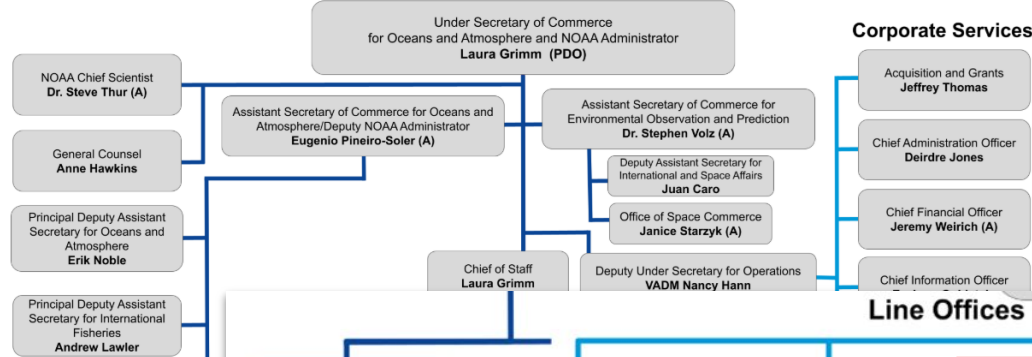 Under Secretary of Commerce
for Oceans and Atmosphere and NOAA Administrator
Laura Grimm (PDO)
Corporate Services
NOAA Chief Scientist
Dr. Steve Thur (A)
General Counsel
Anne Hawkins
Assistant Secretary of Commerce for Oceans and
Atmosphere/Deputy NOAA Administrator
Eugenio Pineiro-Soler (A)
Assistant Secretary of Commerce for
Environmental Observation and Prediction
Dr. Stephen Volz (A)
Deputy Assistant Secretary for
International and Space Affairs
Juan Caro
Office of Space Commerce
Janice Starzyk (A)
Acquisition and Grants
Jeffrey Thomas
Chief Administration Officer
Deirdre Jones
Chief Financial Officer
Jeremy Weirich (A)
Chief Information Officer
Principal Deputy Assistant
Secretary for Oceans and
Atmosphere
Erik Noble
Principal Deputy Assistant
Secretary for International
Fisheries
Andrew Lawler
Chief of Staff
Laura Grimm
Deputy Under Secretary for Operations
VADM Nancy Hann
Line Offices